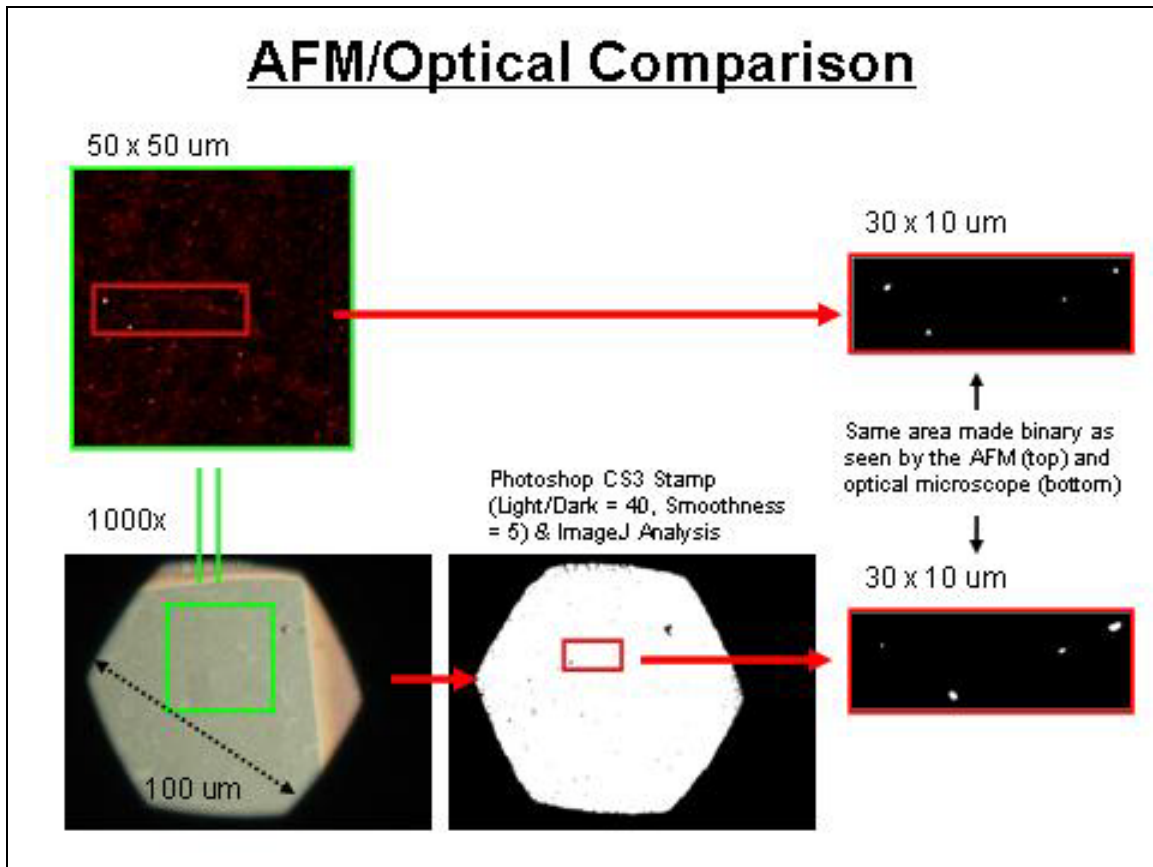 AFM/Optical Comparison
50 x 50 um
30 x 10 um
Same area made binary as
seen by the AFM (top) and
optical microscope (bottom)
Photoshop CS3 Stamp
(Light/Dark = 40, Smoothness
= 5) & ImageJ Analysis
1000x
30 x 10 um
100 um